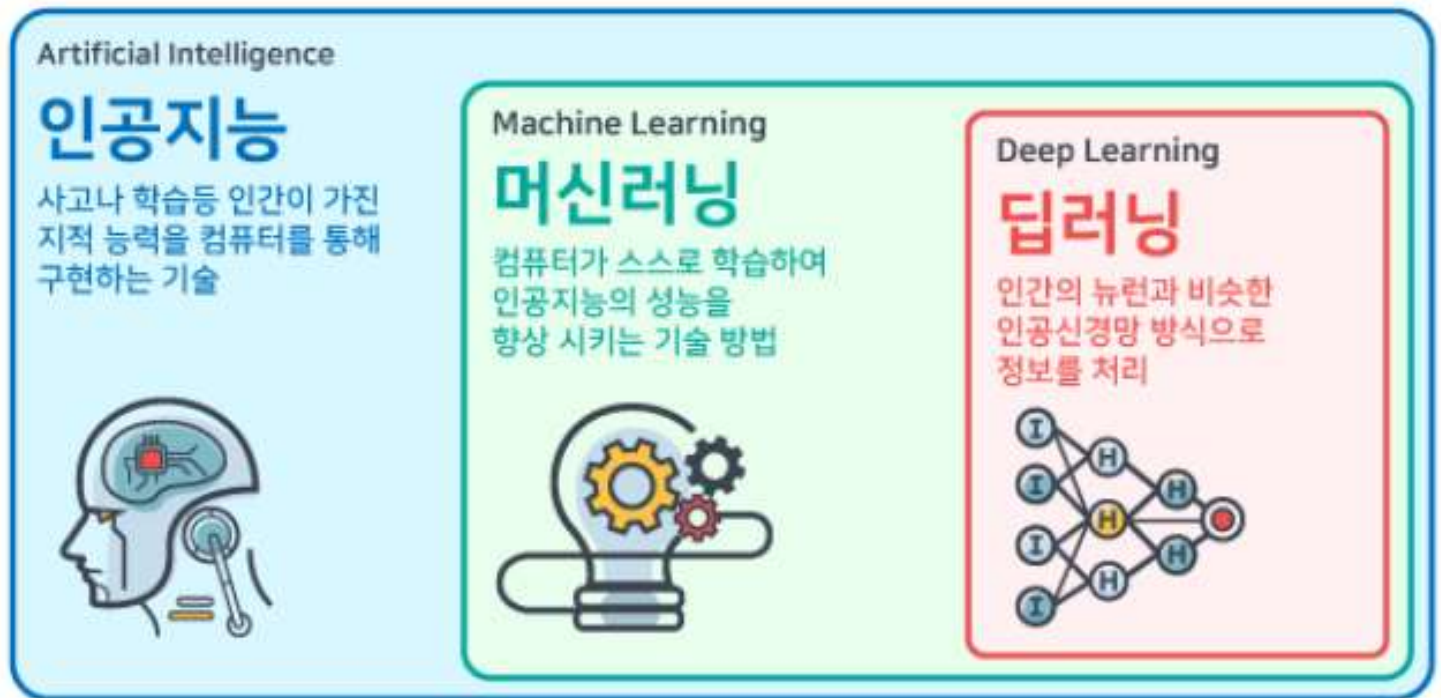 Artificial Intelligence
인공지능
사고나 학습등 인간이 가진
지적 능력을 컴퓨터를 통해
구현하는 기술
Machine Learning
머신러닝
컴퓨터가 스스로 학습하여
인공지능의 성능을
향상 시키는 기술 방법
Deep Learning
딥러닝
인간의 뉴런과 비슷한
인공신경망 방식으로
정보를 처리
I
I
I
I
H
H
H
H
H